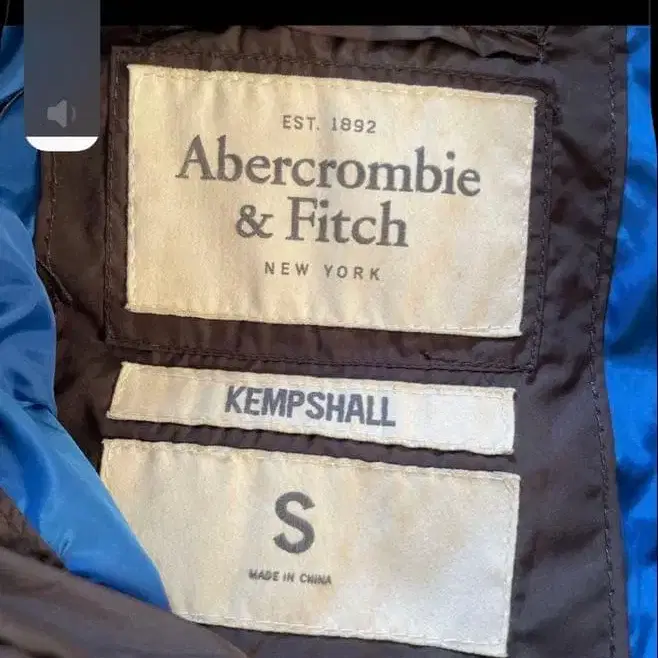 EST. 1892
Abercrombie
& Fitch
NEW YORK
KEMPSHALL
S
MADE IN CHINA